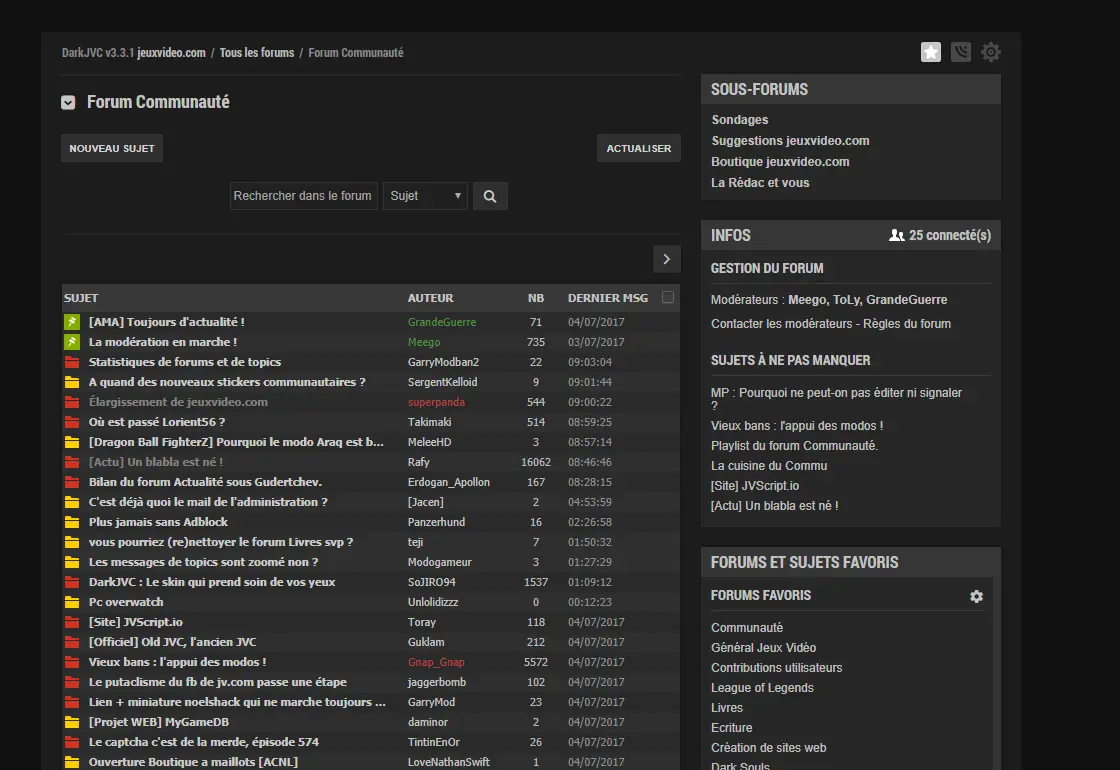 DarkJVC v3.3.1 jeuxvideo.com / Tous les forums / Forum Communauté
Forum Communauté
NOUVEAU SUJET
ACTUALISER
Rechercher dans le forum Sujet
SUJET AUTEUR NB DERNIER MSG
[AMA] Toujours d'actualité ! GrandeGuerre 71 04/07/2017
La modération en marche ! Meego 735 03/07/2017
Statistiques de forums et de topics GarryModban2 22 09:03:04
A quand des nouveaux stickers communautaires ? SergentKelloid 9 09:01:44
Élargissement de jeuxvideo.com superpanda 544 09:00:22
Où est passé Lorient56 ? Takimaki 514 08:59:25
[Dragon Ball FighterZ] Pourquoi le modo Araq est b... MeleeHD 3 08:57:14
[Actu] Un blabla est né ! Rafy 16062 08:46:46
Bilan du forum Actualité sous Gudertchev. Erdogan_Apollon 167 08:28:15
C'est déjà quoi le mail de l'administration ? [Jacen] 2 04:53:59
Plus jamais sans Adblock Panzerhund 16 02:26:58
vous pourriez (re)nettoyer le forum Livres svp ? teji 7 01:50:32
Les messages de topics sont zoomé non ? Modogameur 3 01:27:29
DarkJVC : Le skin qui prend soin de vos yeux SoJIRO94 1537 01:09:12
Pc overwatch Unlolidizzz 0 00:12:23
[Site] JVScript.io Toray 118 04/07/2017
[Officiel] Old JVC, l'ancien JVC Guklam 212 04/07/2017
Vieux bans : l'appui des modos ! Gnap_Gnap 5572 04/07/2017
Le putaclisme du fb de jv.com passe une étape jaggerbomb 102 04/07/2017
Lien + miniature noelshack qui ne marche toujours ... GarryMod 23 04/07/2017
[Projet WEB] MyGameDB daminor 2 04/07/2017
Le captcha c'est de la merde, épisode 574 TintinEnOr 26 04/07/2017
Ouverture Boutique a maillots [ACNL] LoveNathanSwift 1 04/07/2017
SOUS-FORUMS
Sondages
Suggestions jeuxvideo.com
Boutique jeuxvideo.com
La Rédac et vous
INFOS 25 connecté(s)
GESTION DU FORUM
Modérateurs : Meego, ToLy, GrandeGuerre
Contacter les modérateurs - Règles du forum
SUJETS À NE PAS MANQUER
MP : Pourquoi ne peut-on pas éditer ni signaler
?
Vieux bans : l'appui des modos !
Playlist du forum Communauté.
La cuisine du Commu
[Site] JVScript.io
[Actu] Un blabla est né !
FORUMS ET SUJETS FAVORIS
FORUMS FAVORIS
Communauté
Général Jeux Vidéo
Contributions utilisateurs
League of Legends
Livres
Ecriture
Création de sites web
Dark Souls